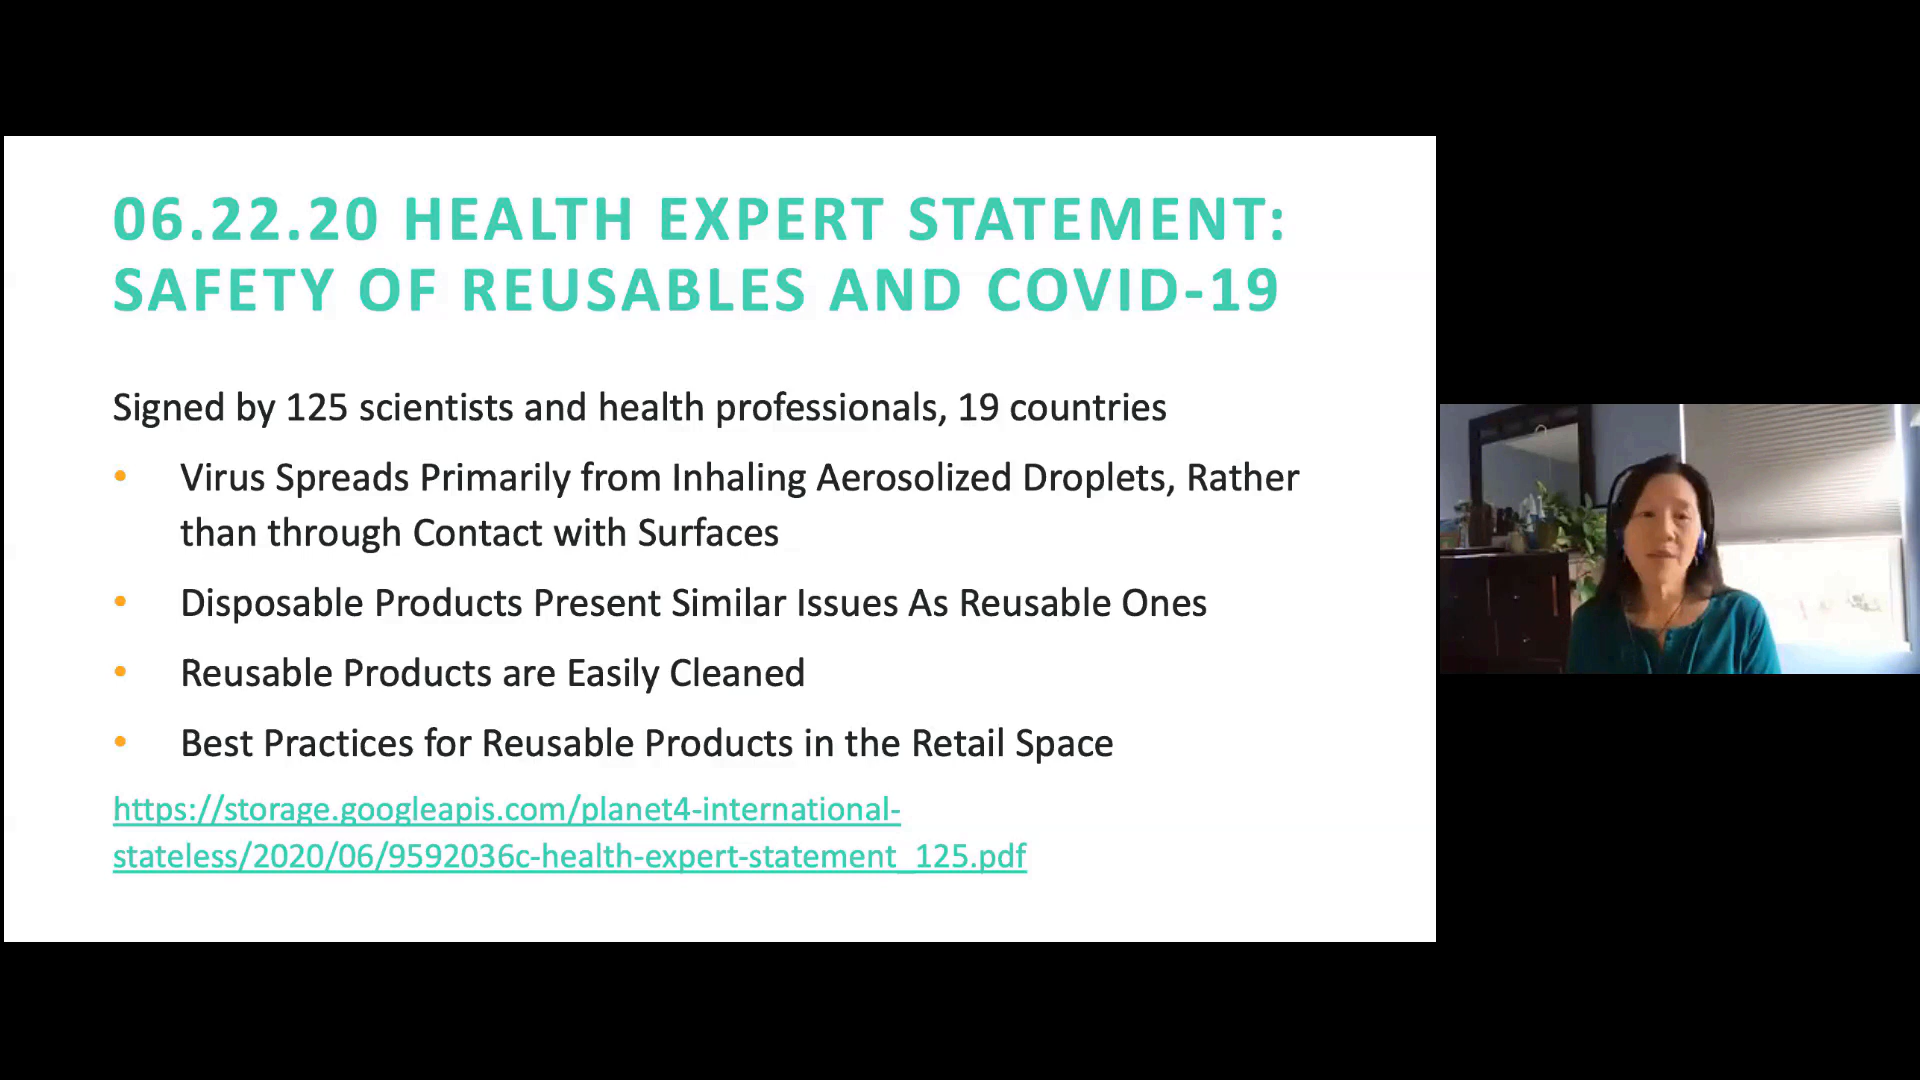 06.22.20 HEALTH EXPERT STATEMENT:
SAFETY OF REUSABLES AND COVID-19
Signed by 125 scientists and health professionals, 19 countries
• Virus Spreads Primarily from Inhaling Aerosolized Droplets, Rather
than through Contact with Surfaces
• Disposable Products Present Similar Issues As Reusable Ones
• Reusable Products are Easily Cleaned
• Best Practices for Reusable Products in the Retail Space
https://storage.googleapis.com/planet4-international-
stateless/2020/06/9592036c-health-expert-statement_125.pdf